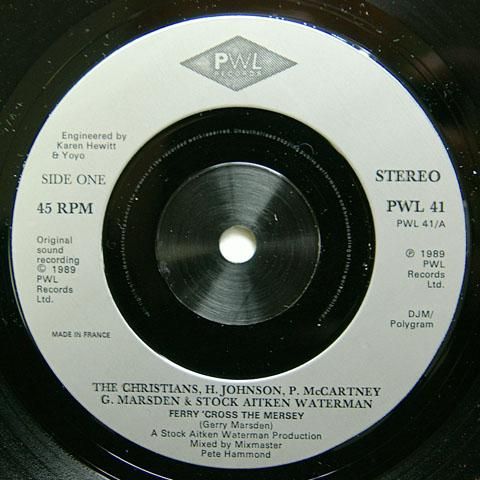 PWL
RECORDS
Engineered by
Karen Hewitt
& Yoyo
SIDE ONE
45 RPM
Original
sound
recording
© 1989
PWL
Records
Ltd.
MADE IN FRANCE
STEREO
PWL 41
PWL 41/A
℗ 1989
PWL
Records
Ltd.
DJM/
Polygram
THE CHRISTIANS, H. JOHNSON, P. McCARTNEY
G. MARSDEN & STOCK AITKEN WATERMAN
FERRY 'CROSS THE MERSEY
(Gerry Marsden)
A Stock Aitken Waterman Production
Mixed by Mixmaster
Pete Hammond